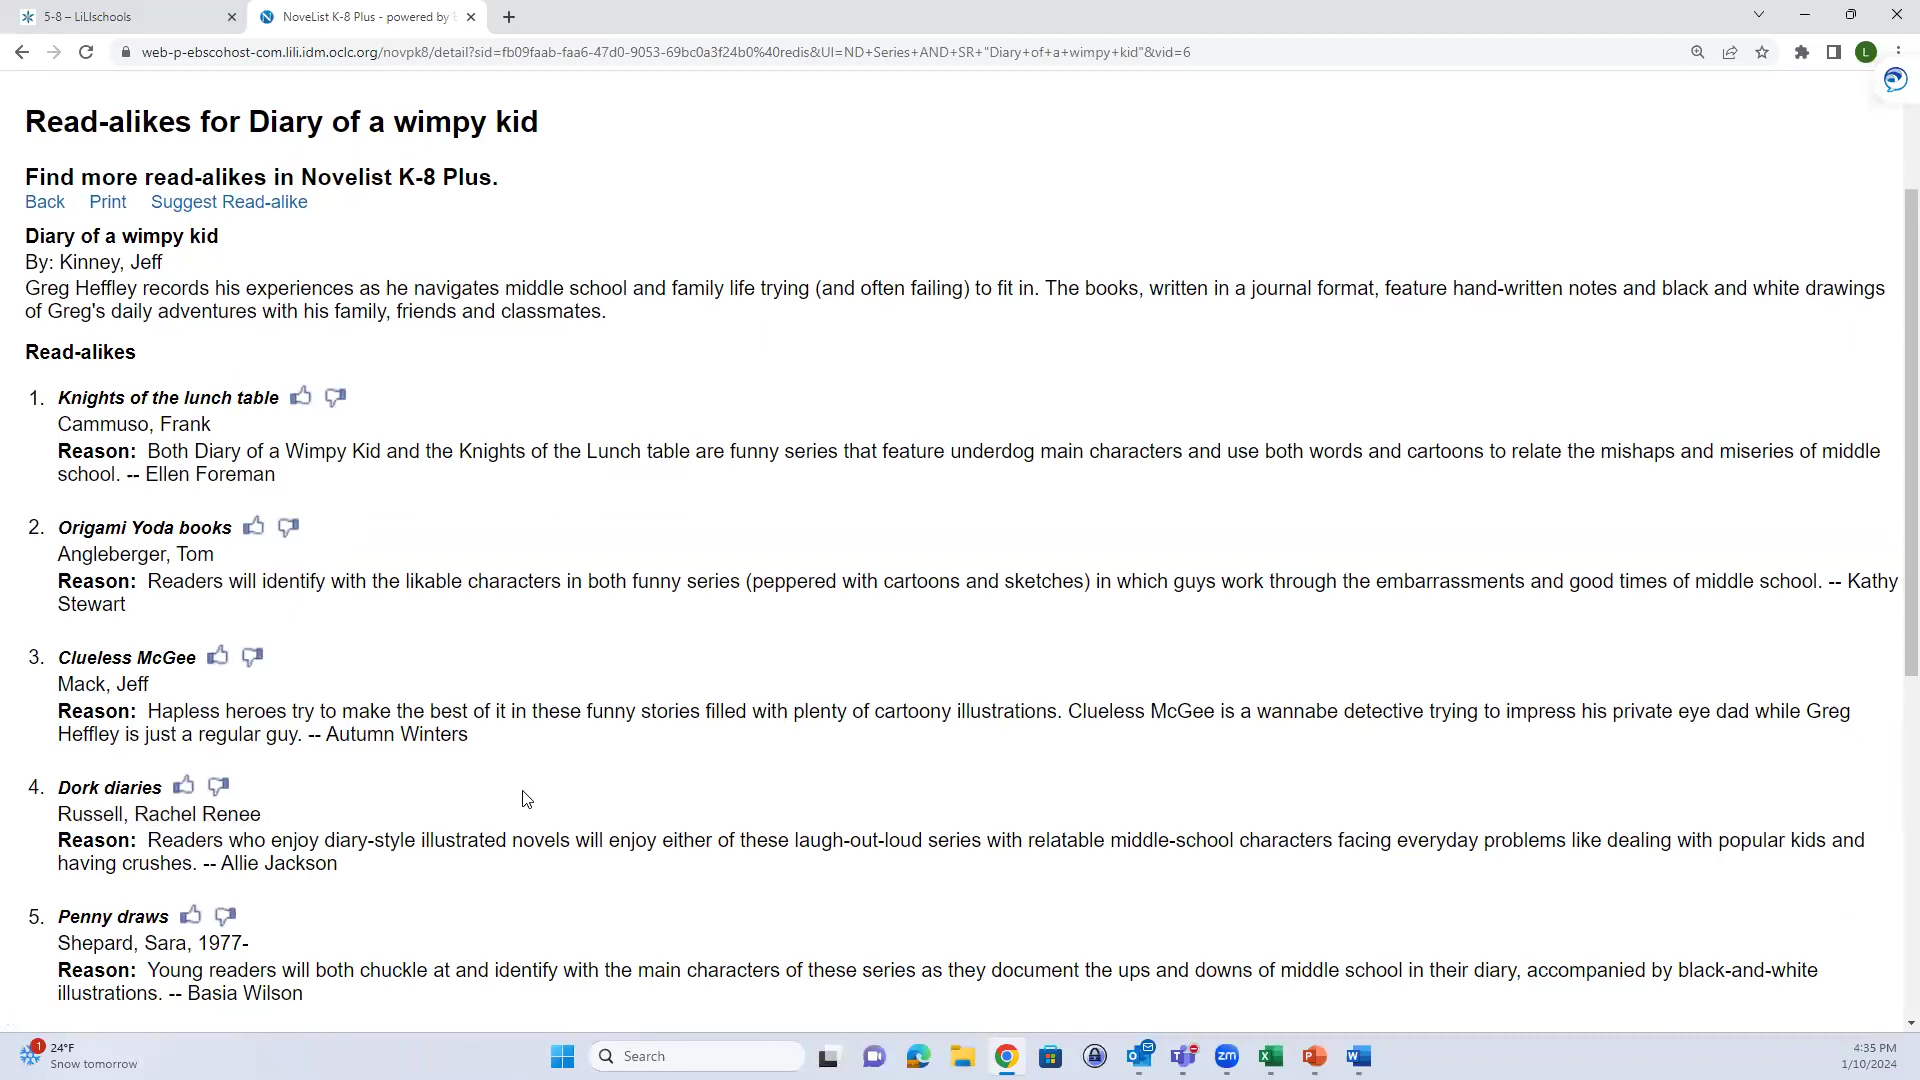 5-8 – LiLIschools
NoveList K-8 Plus - powered by
web-p-ebscohost-com.lili.idm.oclc.org/novpk8/detail?sid=fb09faab-faa6-47d0-9053-69bc0a3f24b0%40redis&UI=ND+Series+AND+SR+"Diary+of+a+wimpy+kid"&vid=6
L
Read-alikes for Diary of a wimpy kid
Find more read-alikes in Novelist K-8 Plus.
Back Print Suggest Read-alike
Diary of a wimpy kid
By: Kinney, Jeff
Greg Heffley records his experiences as he navigates middle school and family life trying (and often failing) to fit in. The books, written in a journal format, feature hand-written notes and black and white drawings
of Greg's daily adventures with his family, friends and classmates.
Read-alikes
1. Knights of the lunch table
Cammuso, Frank
Reason: Both Diary of a Wimpy Kid and the Knights of the Lunch table are funny series that feature underdog main characters and use both words and cartoons to relate the mishaps and miseries of middle
school. -- Ellen Foreman
2. Origami Yoda books
Angleberger, Tom
Reason: Readers will identify with the likable characters in both funny series (peppered with cartoons and sketches) in which guys work through the embarrassments and good times of middle school. -- Kathy
Stewart
3. Clueless McGee
Mack, Jeff
Reason: Hapless heroes try to make the best of it in these funny stories filled with plenty of cartoony illustrations. Clueless McGee is a wannabe detective trying to impress his private eye dad while Greg
Heffley is just a regular guy. -- Autumn Winters
4. Dork diaries
Russell, Rachel Renee
Reason: Readers who enjoy diary-style illustrated novels will enjoy either of these laugh-out-loud series with relatable middle-school characters facing everyday problems like dealing with popular kids and
having crushes. -- Allie Jackson
5. Penny draws
Shepard, Sara, 1977-
Reason: Young readers will both chuckle at and identify with the main characters of these series as they document the ups and downs of middle school in their diary, accompanied by black-and-white
illustrations. -- Basia Wilson
1
24°F
Snow tomorrow
Search
zm
4:35 PM
1/10/2024